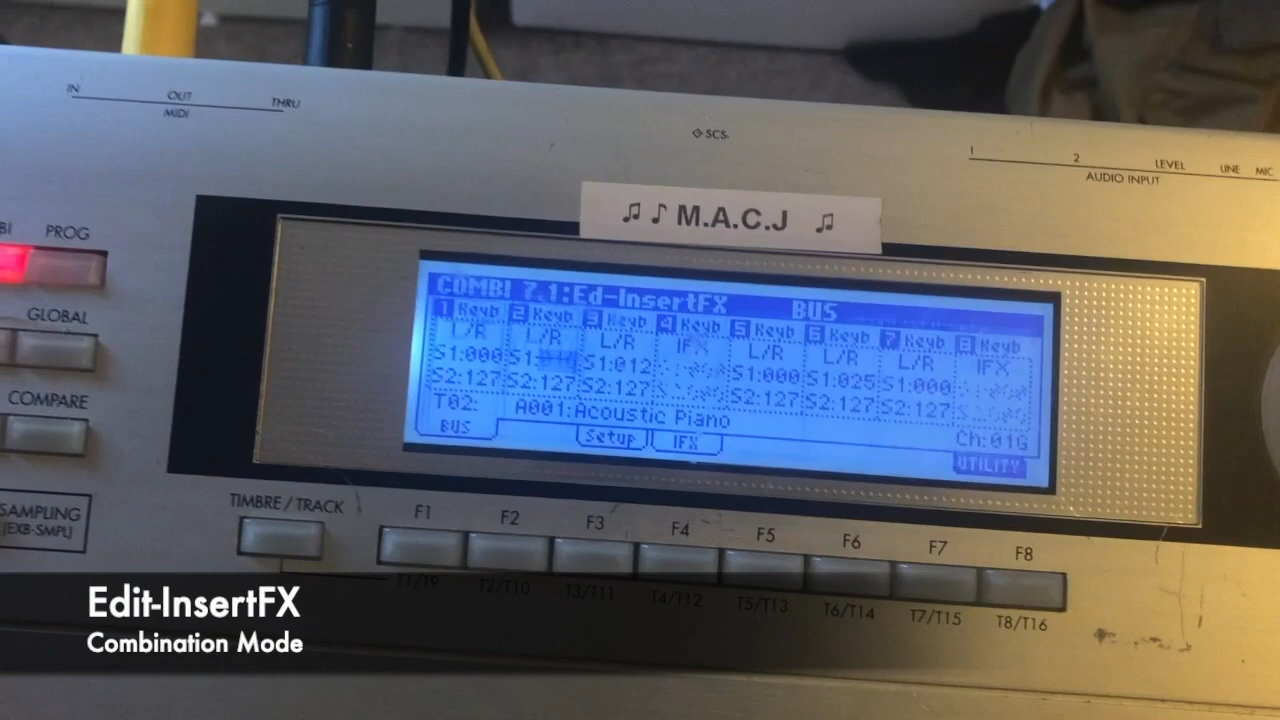 IN OUT THRU
MIDI
SCS
1 2 LEVEL LINE MIC
AUDIO INPUT
♫ ♪ M.A.C.J ♫
BI PROG
GLOBAL
COMPARE
SAMPLING
(EXB-SMPL)
COMBI 7.1:Ed-InsertFX BUS
1 Keyb 2 Keyb 3 Keyb 4 Keyb 5 Keyb 6 Keyb 7 Keyb 8 Keyb
L/R L/R L/R IFX L/R L/R L/R IFX
S1:000 S1: S1:012 S1:000 S1:025 S1:000
S2:127 S2:127 S2:127 S2:127 S2:127 S2:127
T02: A001:Acoustic Piano Ch:01G
BUS Setup IFX UTILITY
TIMBRE / TRACK F1 F2 F3 F4 F5 F6 F7 F8
T1/T9 T2/T10 T3/T11 T4/T12 T5/T13 T6/T14 T7/T15 T8/T16
Edit-InsertFX
Combination Mode